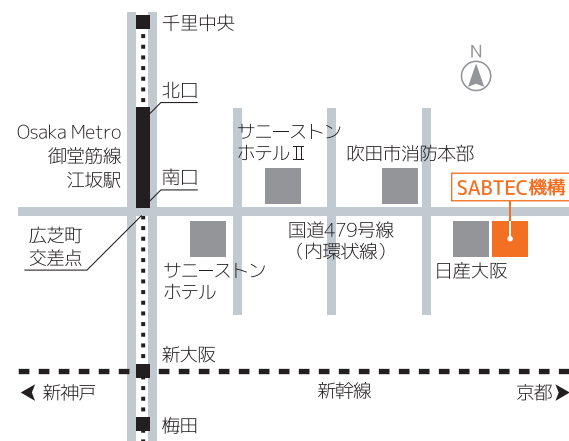 千里中央
N
北口
Osaka Metro
御堂筋線
江坂駅
南口
サニーストン
ホテルⅡ
吹田市消防本部
SABTEC機構
広芝町
交差点
国道479号線
（内環状線）
サニーストン
ホテル
日産大阪
新大阪
新神戸
新幹線
京都
梅田